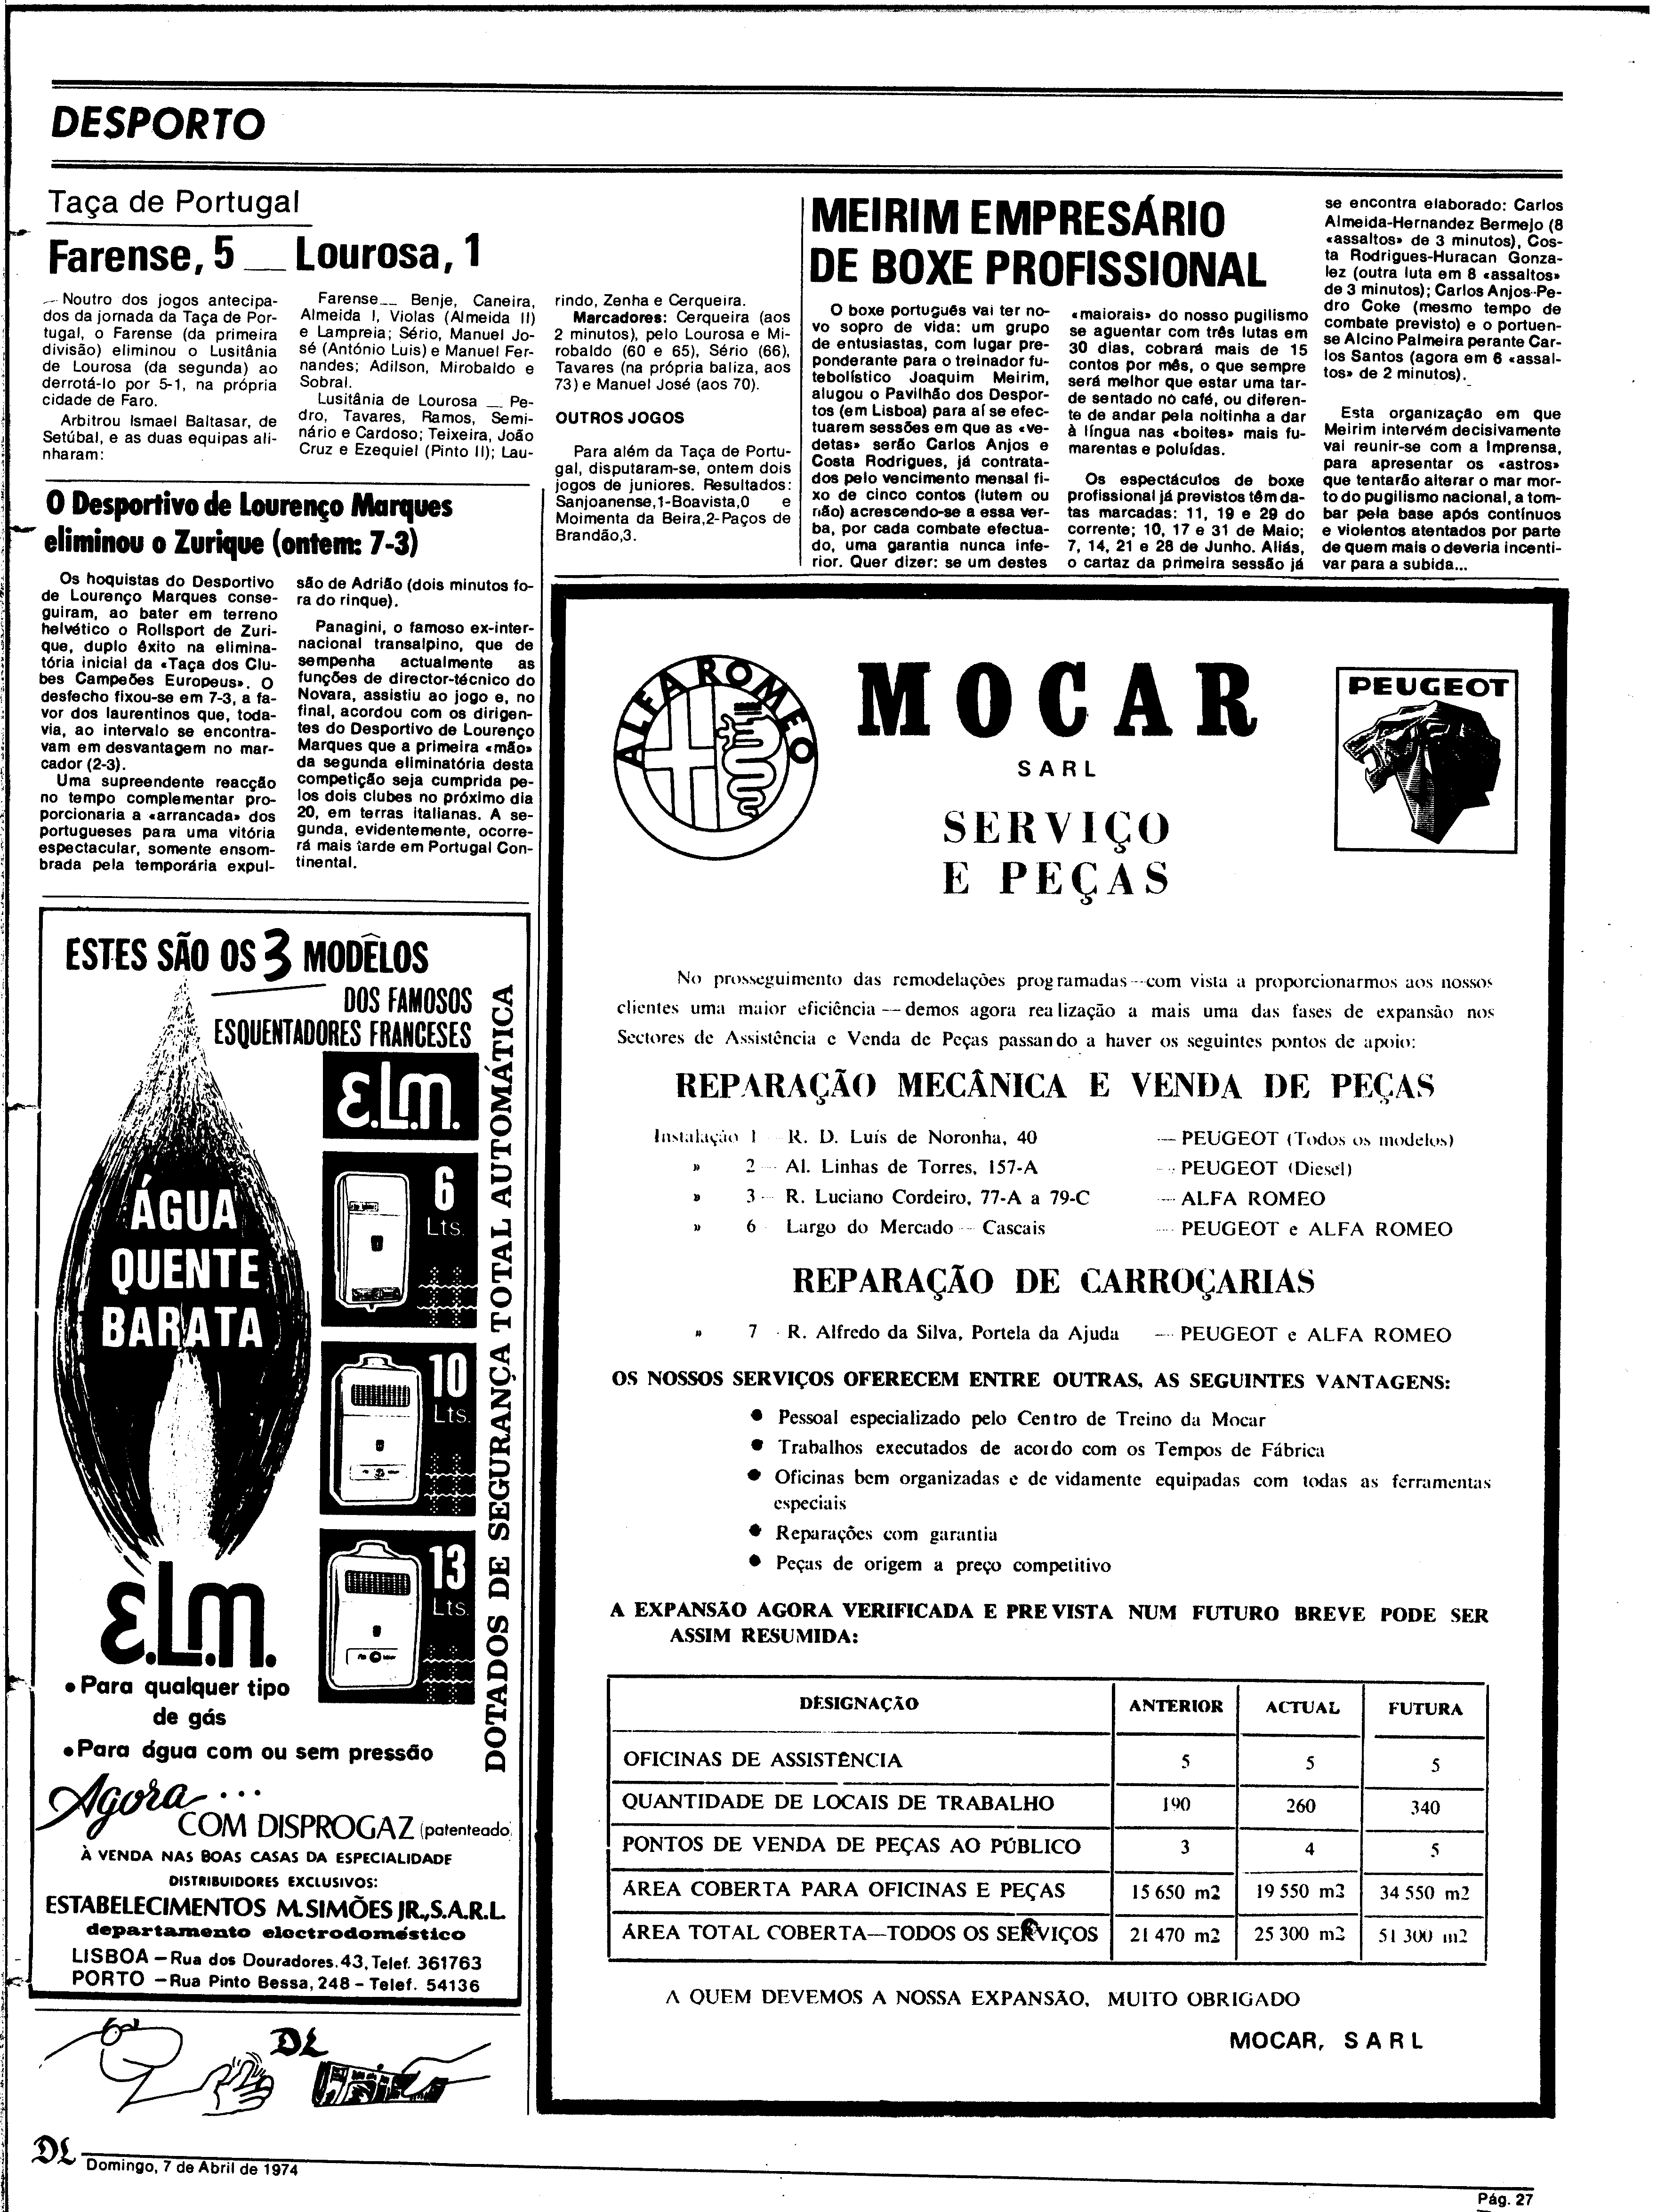 DESPORTO
Taça de Portugal
Farense, 5 __ Lourosa, 1
— Noutro dos jogos antecipa-
dos da jornada da Taça de Por-
tugal, o Farense (da primeira
divisão) eliminou o Lusitânia
de Lourosa (da segundo) ao
derrotá-lo por 5-1, na própria
cidade de Faro.
Arbitrou Ismael Baltasar, de
Setúbal, e as duas equipas ali-
nharam:
Farense__ Benje, Caneira,
Almeida I, Violas (Almeida II)
e Lampreia; Sério, Manuel Jo-
sé (António Luis) e Manuel Fer-
nandes; Adilson, Mirobaldo e
Sobral.
Lusitânia de Lourosa __ Pe-
dro, Tavares, Ramos, Semi-
nário e Cardoso; Teixeira, João
Cruz e Ezequiel (Pinto II); Lau-
rindo, Zenha e Cerqueira.
Marcadores: Cerqueira (aos
2 minutos), pelo Lourosa e Mi-
robaldo (60 e 65), Sério (66),
Tavares (na própria baliza, aos
73) e Manuel José (aos 70).
OUTROS JOGOS
Para além da Taça de Portu-
gal, disputaram-se, ontem dois
jogos de juniores. Resultados:
Sanjoanense,1-Boavista,0 e
Moimenta da Beira,2-Paços de
Brandão,3.
O Desportivo de Lourenço Marques
eliminou o Zurique (ontem: 7-3)
Os hoquistas do Desportivo
de Lourenço Marques conse-
guiram, ao bater em terreno
helvético o Rollsport de Zuri-
que, duplo êxito na elimina-
tória inicial da «Taça dos Clu-
bes Campeões Europeus». O
desfecho fixou-se em 7-3, a fa-
vor dos laurentinos que, toda-
via, ao intervalo se encontra-
vam em desvantagem no mar-
cador (2-3).
Uma supreendente reacção
no tempo complementar pro-
porcionaria a «arrancada» dos
portugueses para uma vitória
espectacular, somente ensom-
brada pela temporária expul-
são de Adrião (dois minutos fo-
ra do rinque).
Panagini, o famoso ex-inter-
nacional transalpino, que de
sempenha actualmente as
funções de director-técnico do
Novara, assistiu ao jogo e, no
final, acordou com os dirigen-
tes do Desportivo de Lourenço
Marques que a primeira «mão»
da segunda eliminatória desta
competição seja cumprida pe-
los dois clubes no próximo dia
20, em terras italianas. A se-
gunda, evidentemente, ocorre-
rá mais tarde em Portugal Con-
tinental.
MEIRIM EMPRESÁRIO
DE BOXE PROFISSIONAL
O boxe português vai ter no-
vo sopro de vida: um grupo
de entusiastas, com lugar pre-
ponderante para o treinador fu-
tebolístico Joaquim Meirim,
alugou o Pavilhão dos Despor-
tos (em Lisboa) para aí se efec-
tuarem sessões em que as «ve-
detas» serão Carlos Anjos e
Costa Rodrigues, já contrata-
dos pelo vencimento mensal fi-
xo de cinco contos (lutem ou
não) acrescendo-se a essa ver-
ba, por cada combate efectua-
do, uma garantia nunca infe-
rior. Quer dizer: se um destes
«maiorais» do nosso pugilismo
se aguentar com três lutas em
30 dias, cobrará mais de 15
contos por mês, o que sempre
será melhor que estar uma tar-
de sentado no café, ou diferen-
te de andar pela noitinha a dar
à língua nas «boites» mais fu-
marentas e poluídas.
Os espectáculos de boxe
profissional já previstos têm da-
tas marcadas: 11, 19 e 29 do
corrente; 10, 17 e 31 de Maio;
7, 14, 21 e 28 de Junho. Aliás,
o cartaz da primeira sessão já
se encontra elaborado: Carlos
Almeida-Hernandez Bermejo (8
«assaltos» de 3 minutos), Cos-
ta Rodrigues-Huracan Gonza-
lez (outra luta em 8 «assaltos»
de 3 minutos); Carlos Anjos-Pe-
dro Coke (mesmo tempo de
combate previsto) e o portuen-
se Alcino Palmeira perante Car-
los Santos (agora em 6 «assal-
tos» de 2 minutos).
Esta organização em que
Meirim intervém decisivamente
vai reunir-se com a Imprensa,
para apresentar os «astros»
que tentarão alterar o mar mor-
to do pugilismo nacional, a tom-
bar pela base após contínuos
e violentos atentados por parte
de quem mais o deveria incenti-
var para a subida...
ESTES SÃO OS 3 MODÊLOS
DOS FAMOSOS
ESQUENTADORES FRANCESES
E.L.M.
ÁGUA
QUENTE
BARATA
6
Lts.
10
Lts.
13
Lts.
DOTADOS DE SEGURANÇA TOTAL AUTOMÁTICA
E.L.M.
• Para qualquer tipo
de gás
• Para água com ou sem pressão
Agora...
COM DISPROGAZ (patenteado)
À VENDA NAS BOAS CASAS DA ESPECIALIDADE
DISTRIBUIDORES EXCLUSIVOS:
ESTABELECIMENTOS M.SIMÕES JR.,S.A.R.L.
departamento electrodoméstico
LISBOA – Rua dos Douradores.43, Telef. 361763
PORTO – Rua Pinto Bessa, 248 – Telef. 54136
DL
ALFA ROMEO
MOCAR
SARL
PEUGEOT
SERVIÇO
E PEÇAS
No prosseguimento das remodelações programadas—com vista a proporcionarmos aos nossos
clientes uma maior eficiência — demos agora realização a mais uma das fases de expansão nos
Sectores de Assistência e Venda de Peças passando a haver os seguintes pontos de apoio:
REPARAÇÃO MECÂNICA E VENDA DE PEÇAS
Instalação 1 — R. D. Luís de Noronha, 40 — PEUGEOT (Todos os modelos)
» 2 — Al. Linhas de Torres, 157-A — PEUGEOT (Diesel)
» 3 — R. Luciano Cordeiro, 77-A a 79-C — ALFA ROMEO
» 6 — Largo do Mercado — Cascais — PEUGEOT e ALFA ROMEO
REPARAÇÃO DE CARROÇARIAS
» 7 - R. Alfredo da Silva, Portela da Ajuda — PEUGEOT e ALFA ROMEO
OS NOSSOS SERVIÇOS OFERECEM ENTRE OUTRAS, AS SEGUINTES VANTAGENS:
● Pessoal especializado pelo Centro de Treino da Mocar
● Trabalhos executados de acordo com os Tempos de Fábrica
● Oficinas bem organizadas e de vidamente equipadas com todas as ferramentas
especiais
● Reparações com garantia
● Peças de origem a preço competitivo
A EXPANSÃO AGORA VERIFICADA E PREVISTA NUM FUTURO BREVE PODE SER
ASSIM RESUMIDA:
DESIGNAÇÃO ANTERIOR ACTUAL FUTURA
OFICINAS DE ASSISTÊNCIA 5 5 5
QUANTIDADE DE LOCAIS DE TRABALHO 190 260 340
PONTOS DE VENDA DE PEÇAS AO PÚBLICO 3 4 5
ÁREA COBERTA PARA OFICINAS E PEÇAS 15 650 m2 19 550 m2 34 550 m2
ÁREA TOTAL COBERTA—TODOS OS SERVIÇOS 21 470 m2 25 300 m2 51 300 m2
A QUEM DEVEMOS A NOSSA EXPANSÃO, MUITO OBRIGADO
MOCAR, SARL
DL Domingo, 7 de Abril de 1974
Pág. 27